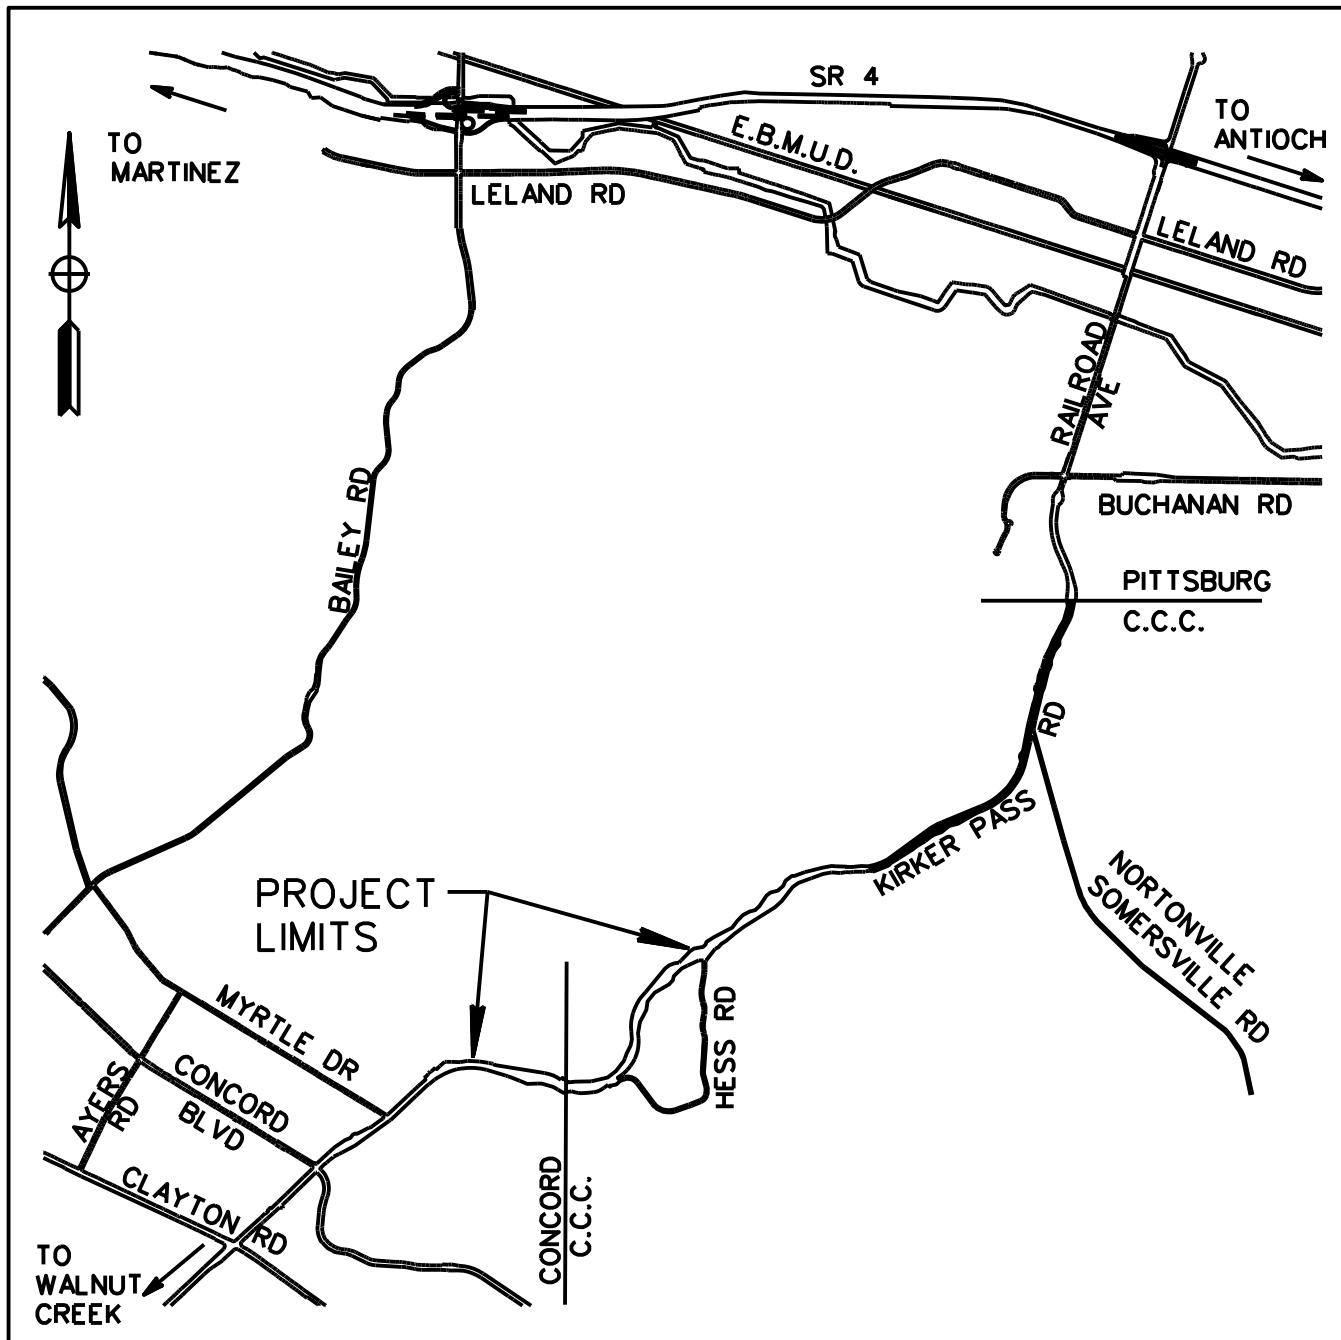 SR 4
TO
ANTIOCH
E.B.M.U.D.
TO
MARTINEZ
LELAND RD
LELAND RD
RAILROAD
AVE
BUCHANAN RD
BAILEY RD
PITTSBURG
C.C.C.
KIRKER PASS RD
NORTONVILLE
SOMERSVILLE RD
PROJECT
LIMITS
HESS RD
MYRTLE DR
CONCORD
BLVD
AYERS
RD
CLAYTON RD
CONCORD
C.C.C.
TO
WALNUT
CREEK